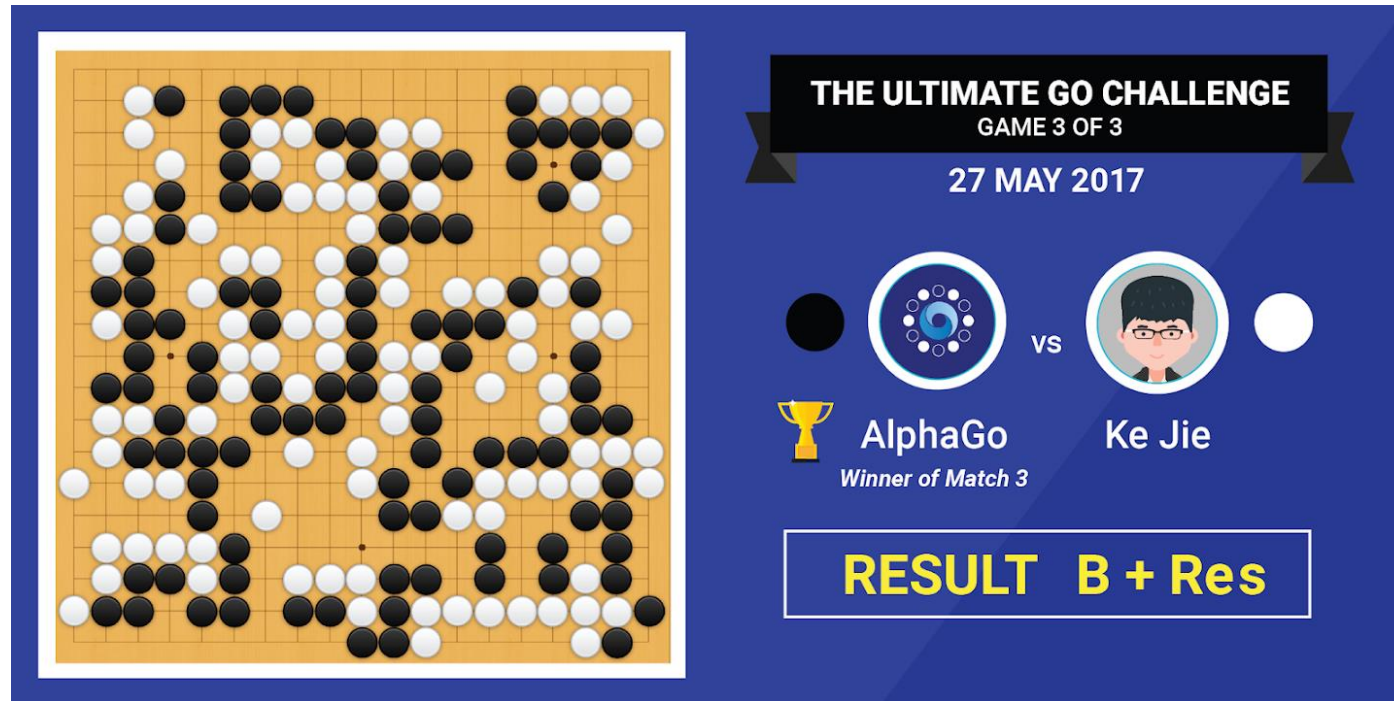 THE ULTIMATE GO CHALLENGE
GAME 3 OF 3
27 MAY 2017
vs
AlphaGo
Ke Jie
Winner of Match 3
RESULT B + Res